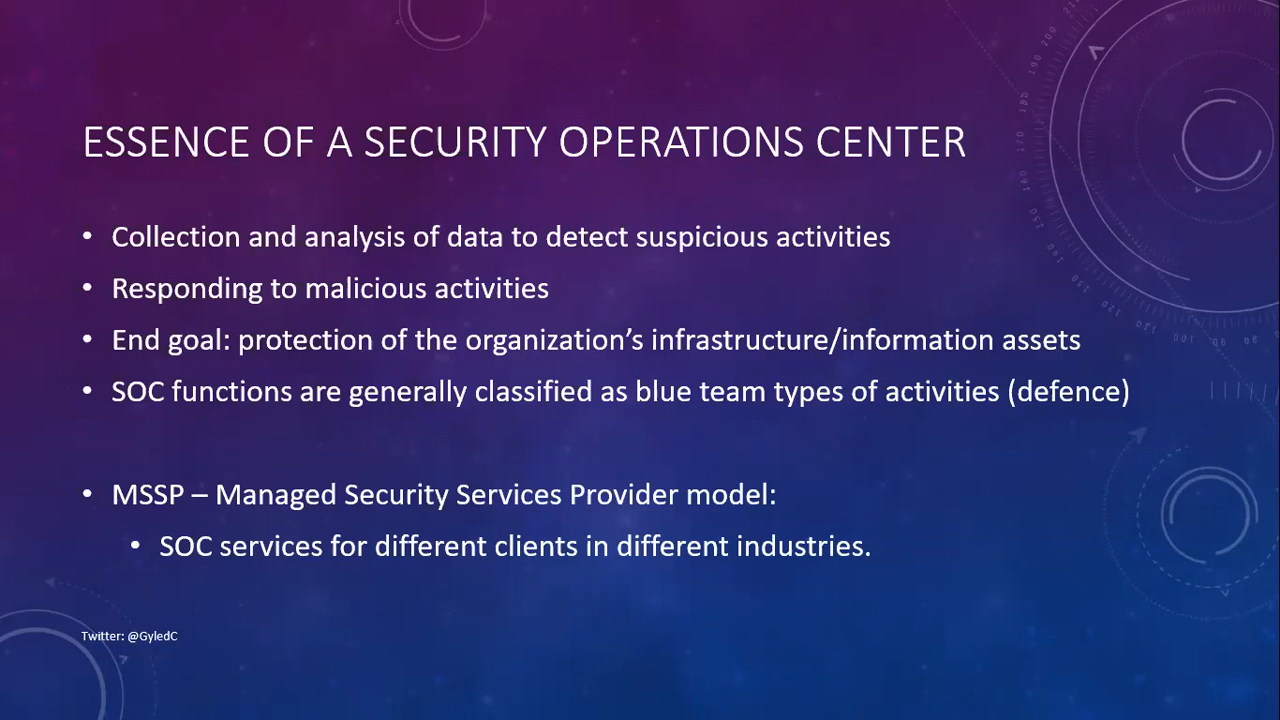 ESSENCE OF A SECURITY OPERATIONS CENTER
• Collection and analysis of data to detect suspicious activities
• Responding to malicious activities
• End goal: protection of the organization’s infrastructure/information assets
• SOC functions are generally classified as blue team types of activities (defence)
• MSSP – Managed Security Services Provider model:
• SOC services for different clients in different industries.
Twitter: @GyledC